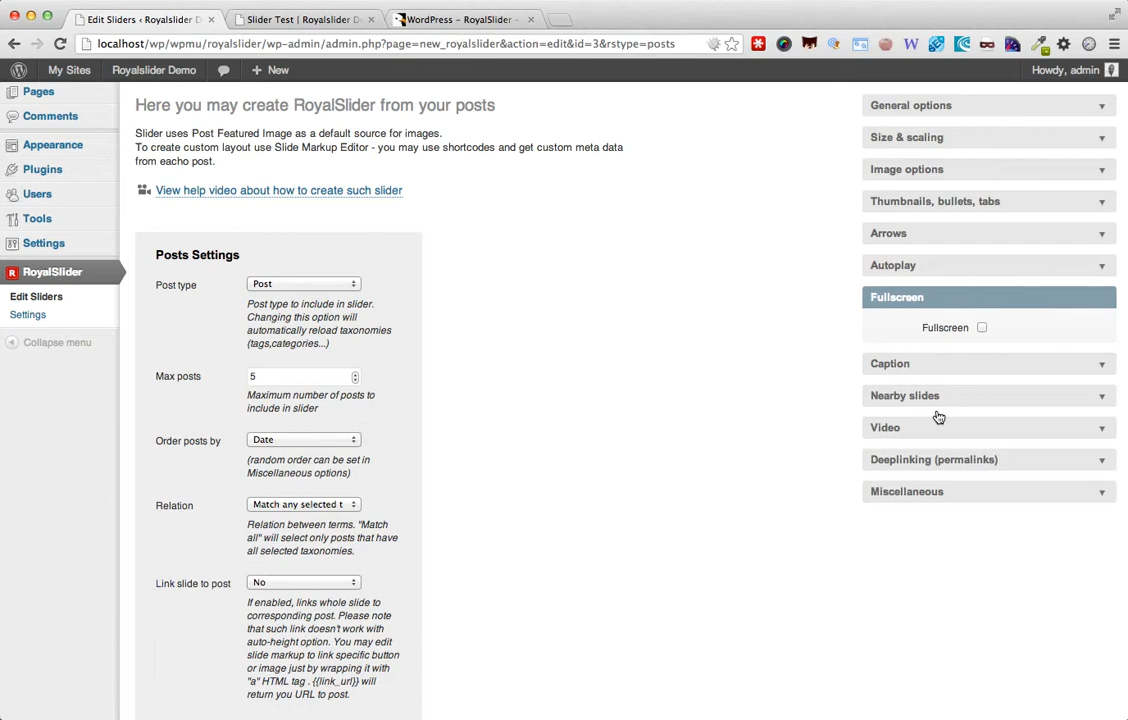 Edit Sliders ‹ Royalslider D
Slider Test | Royalslider De
WordPress – RoyalSlider –
localhost/wp/wpmu/royalslider/wp-admin/admin.php?page=new_royalslider&action=edit&id=3&rstype=posts
My Sites
Royalslider Demo
+ New
Howdy, admin
Pages
Comments
Appearance
Plugins
Users
Tools
Settings
R RoyalSlider
Edit Sliders
Settings
Collapse menu
Here you may create RoyalSlider from your posts
Slider uses Post Featured Image as a default source for images.
To create custom layout use Slide Markup Editor - you may use shortcodes and get custom meta data
from eacho post.
View help video about how to create such slider
Posts Settings
Post type
Post
Post type to include in slider.
Changing this option will
automatically reload taxonomies
(tags,categories...)
Max posts
5
Maximum number of posts to
include in slider
Order posts by
Date
(random order can be set in
Miscellaneous options)
Relation
Match any selected t
Relation between terms. "Match
all" will select only posts that have
all selected taxonomies.
Link slide to post
No
If enabled, links whole slide to
corresponding post. Please note
that such link doesn't work with
auto-height option. You may edit
slide markup to link specific button
or image just by wrapping it with
"a" HTML tag . {{link_url}} will
return you URL to post.
General options
Size & scaling
Image options
Thumbnails, bullets, tabs
Arrows
Autoplay
Fullscreen
Fullscreen
Caption
Nearby slides
Video
Deeplinking (permalinks)
Miscellaneous